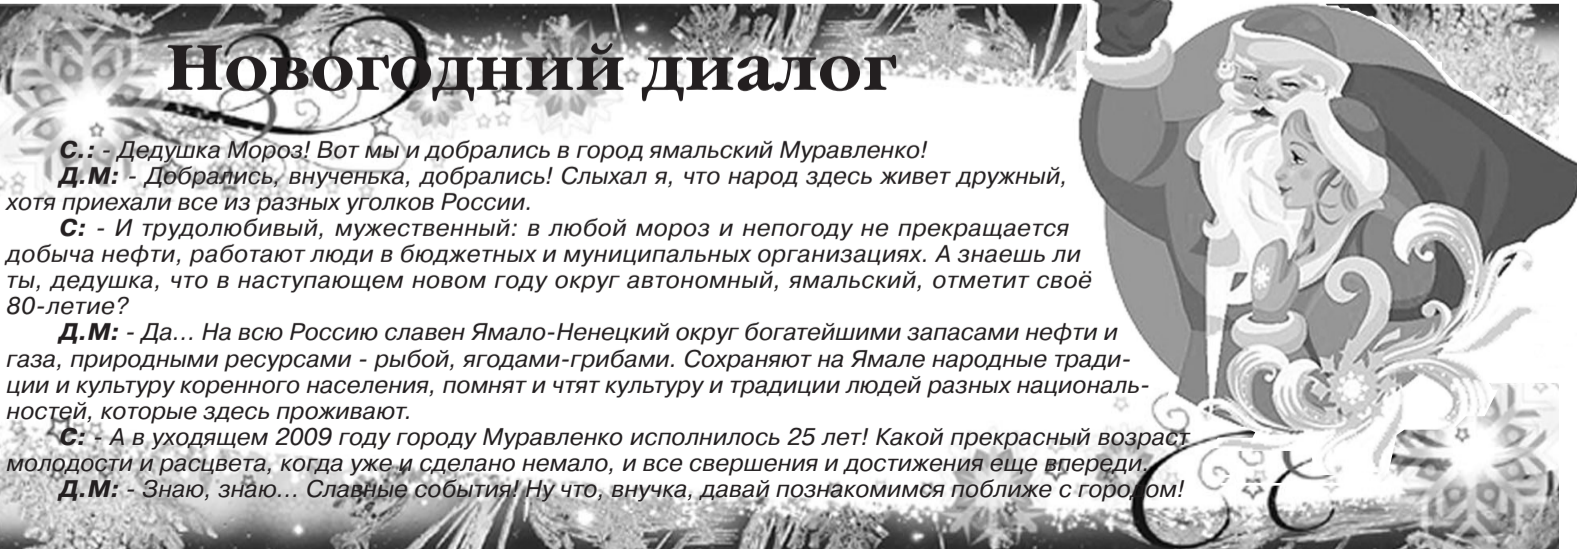 Новогодний диалог
С.: - Дедушка Мороз! Вот мы и добрались в город ямальский Муравленко!
Д.М: - Добрались, внученька, добрались! Слыхал я, что народ здесь живет дружный,
хотя приехали все из разных уголков России.
С: - И трудолюбивый, мужественный: в любой мороз и непогоду не прекращается
добыча нефти, работают люди в бюджетных и муниципальных организациях. А знаешь ли
ты, дедушка, что в наступающем новом году округ автономный, ямальский, отметит своё
80-летие?
Д.М: - Да... На всю Россию славен Ямало-Ненецкий округ богатейшими запасами нефти и
газа, природными ресурсами - рыбой, ягодами-грибами. Сохраняют на Ямале народные тради-
ции и культуру коренного населения, помнят и чтят культуру и традиции людей разных националь-
ностей, которые здесь проживают.
С: - А в уходящем 2009 году городу Муравленко исполнилось 25 лет! Какой прекрасный возраст
молодости и расцвета, когда уже и сделано немало, и все свершения и достижения еще впереди.
Д.М: - Знаю, знаю... Славные события! Ну что, внучка, давай познакомимся поближе с городом!